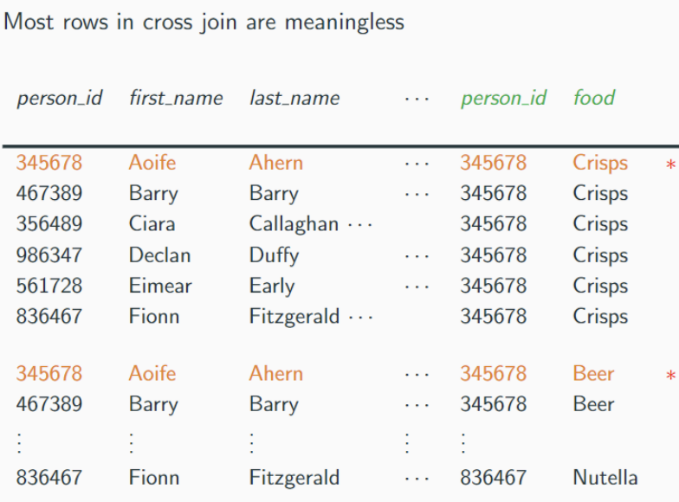 Most rows in cross join are meaningless
person_id first_name last_name ... person_id food
345678 Aoife Ahern ... 345678 Crisps *
467389 Barry Barry ... 345678 Crisps
356489 Ciara Callaghan ... 345678 Crisps
986347 Declan Duffy ... 345678 Crisps
561728 Eimear Early ... 345678 Crisps
836467 Fionn Fitzgerald ... 345678 Crisps
345678 Aoife Ahern ... 345678 Beer *
467389 Barry Barry ... 345678 Beer
⋮ ⋮ ⋮ ⋮ ⋮
836467 Fionn Fitzgerald ... 836467 Nutella